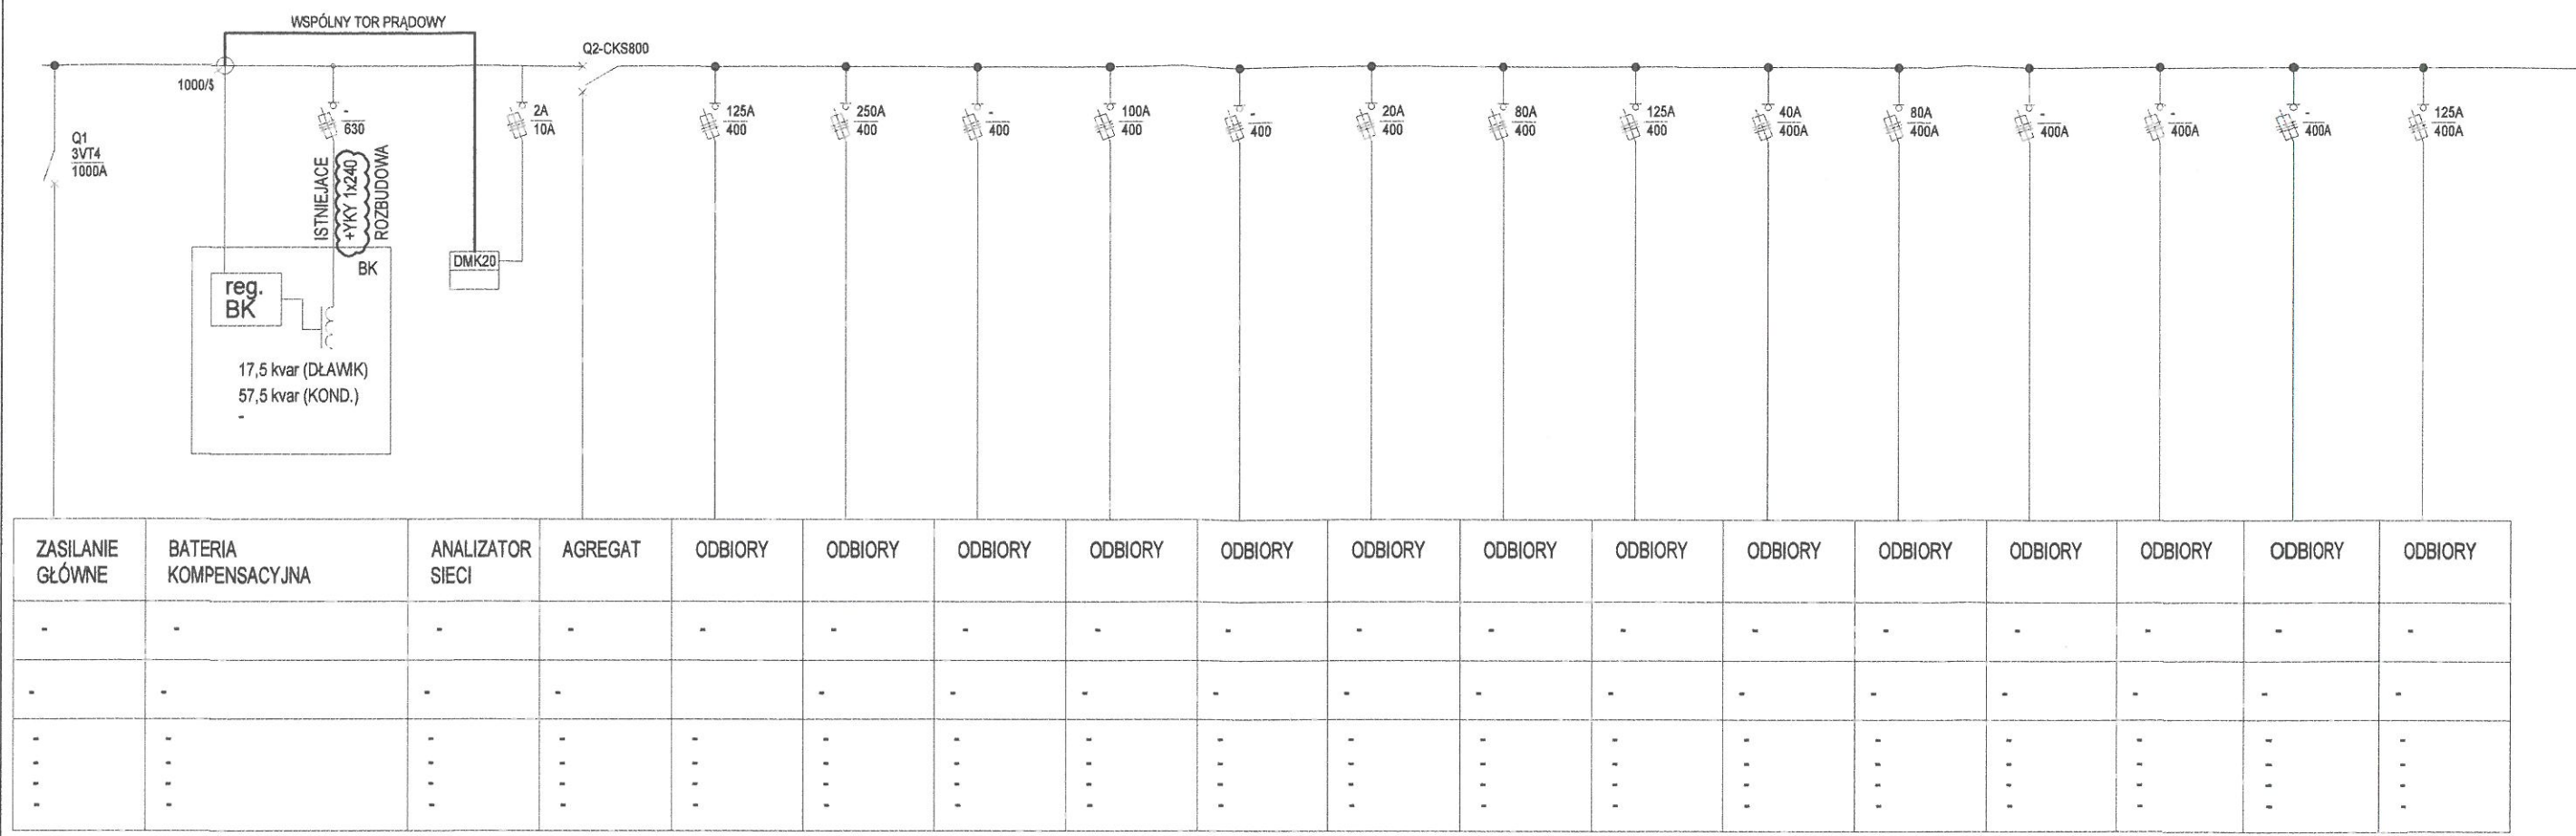 WSPÓLNY TOR PRĄDOWY
Q2-CKS800
1000/5
Q1
3VT4
1000A
-
630
ISTNIEJACE
+YKY 1x240
ROZBUDOWA
2A
10A
125A
400
250A
400
-
400
100A
400
-
400
20A
400
80A
400
125A
400
40A
400A
80A
400A
-
400A
-
400A
-
400A
125A
400A
BK
DMK20
reg.
BK
17,5 kvar (DŁAWIK)
57,5 kvar (KOND.)
-
ZASILANIE
GŁÓWNE
BATERIA
KOMPENSACYJNA
ANALIZATOR
SIECI
AGREGAT
ODBIORY
ODBIORY
ODBIORY
ODBIORY
ODBIORY
ODBIORY
ODBIORY
ODBIORY
ODBIORY
ODBIORY
ODBIORY
ODBIORY
ODBIORY
ODBIORY
- - - - - - - - - - - - - - - - - -
- - - - - - - - - - - - - - - - -
- - - - - - - - - - - - - - - - - -
- - - - - - - - - - - - - - - - - -
- - - - - - - - - - - - - - - - - -
- - - - - - - - - - - - - - - - - -